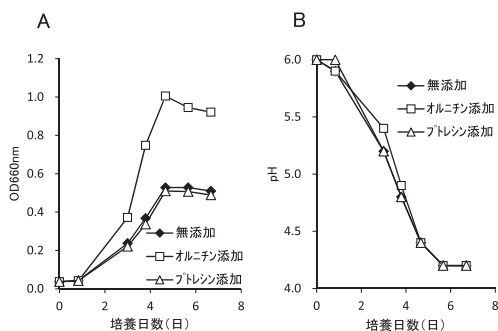 A
OD660nm
1.2
1.0
0.8
0.6
0.4
0.2
0.0
無添加
オルニチン添加
プトレシン添加
0 2 4 6 8
培養日数(日)
B
pH
6.0
5.5
5.0
4.5
4.0
無添加
オルニチン添加
プトレシン添加
0 2 4 6 8
培養日数(日)